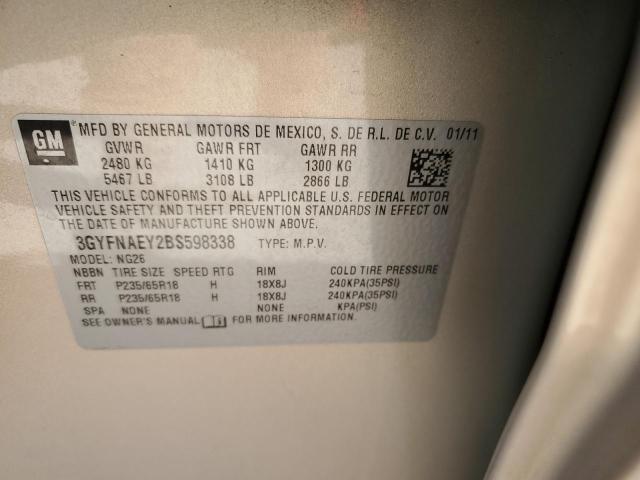 GM ® MFD BY GENERAL MOTORS DE MEXICO, S. DE R.L. DE C.V. 01/11
GVWR GAWR FRT GAWR RR
2480 KG 1410 KG 1300 KG
5467 LB 3108 LB 2866 LB
THIS VEHICLE CONFORMS TO ALL APPLICABLE U.S. FEDERAL MOTOR
VEHICLE SAFETY AND THEFT PREVENTION STANDARDS IN EFFECT ON
THE DATE OF MANUFACTURE SHOWN ABOVE.
3GYFNAEY2BS598338 TYPE: M.P.V.
MODEL: NG26
NBBN TIRE SIZE SPEED RTG RIM COLD TIRE PRESSURE
FRT P235/65R18 H 18X8J 240KPA(35PSI)
RR P235/65R18 H 18X8J 240KPA(35PSI)
SPA NONE NONE KPA(PSI)
SEE OWNER'S MANUAL FOR MORE INFORMATION.